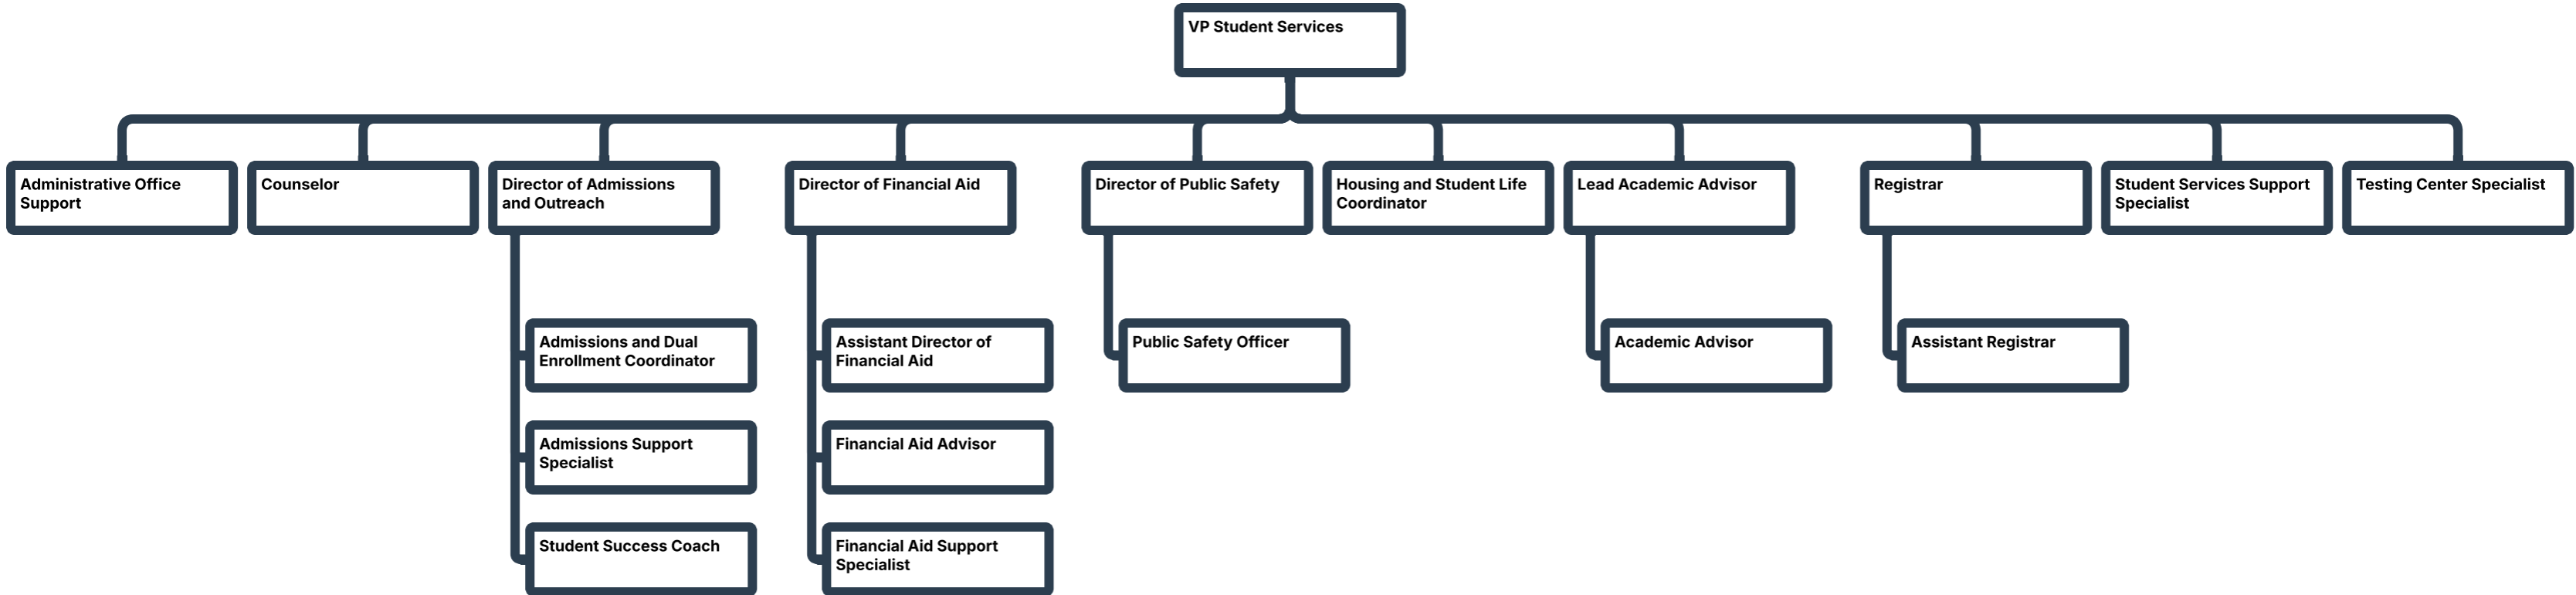 VP Student Services
Administrative Office
Support
Counselor
Director of Admissions
and Outreach
Director of Financial Aid
Director of Public Safety
Housing and Student Life
Coordinator
Lead Academic Advisor
Registrar
Student Services Support
Specialist
Testing Center Specialist
Admissions and Dual
Enrollment Coordinator
Assistant Director of
Financial Aid
Public Safety Officer
Academic Advisor
Assistant Registrar
Admissions Support
Specialist
Financial Aid Advisor
Student Success Coach
Financial Aid Support
Specialist